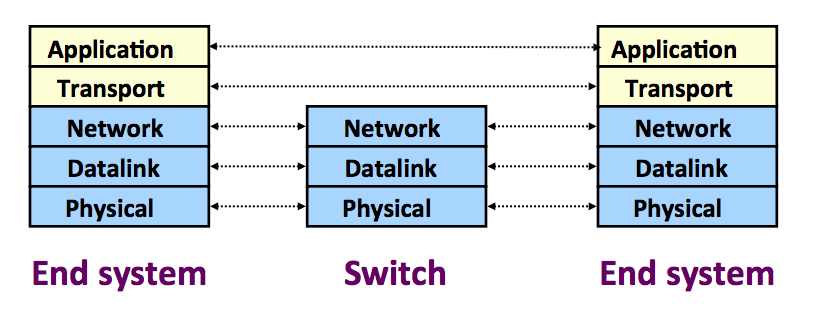 Application
Transport
Network
Datalink
Physical
End system
Network
Datalink
Physical
Switch
Application
Transport
Network
Datalink
Physical
End system